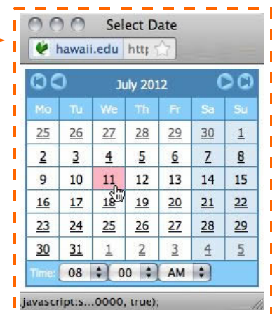 Select Date
hawaii.edu http
July 2012
Mo Tu We Th Fr Sa Su
25 26 27 28 29 30 1
2 3 4 5 6 7 8
9 10 11 12 13 14 15
16 17 18 19 20 21 22
23 24 25 26 27 28 29
30 31 1 2 3 4 5
Time: 08 : 00 AM
javascript:s...0000, true);